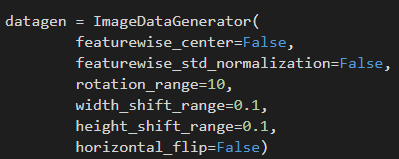 datagen = ImageDataGenerator(
        featurewise_center=False,
        featurewise_std_normalization=False,
        rotation_range=10,
        width_shift_range=0.1,
        height_shift_range=0.1,
        horizontal_flip=False)